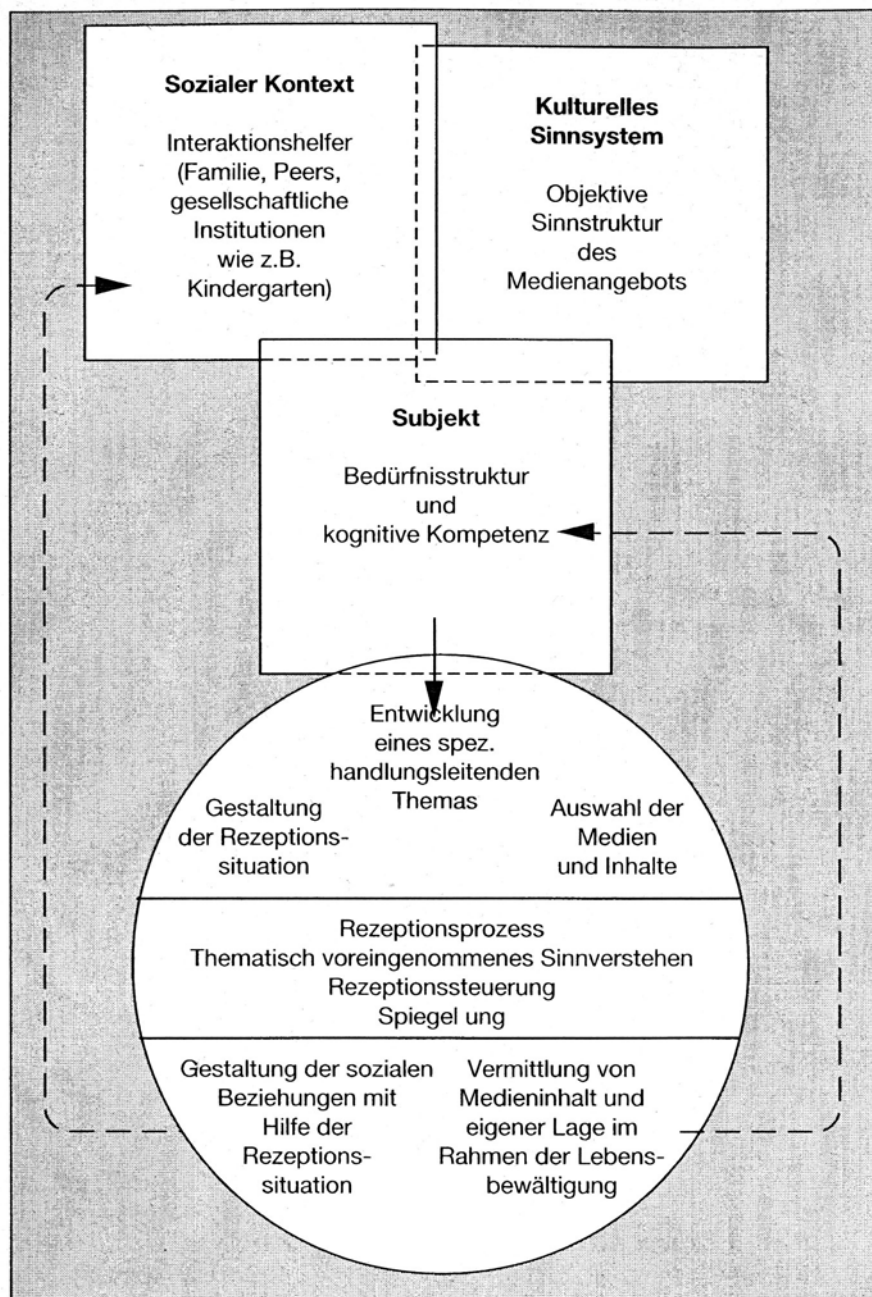 Sozialer Kontext
Interaktionshelfer
(Familie, Peers,
gesellschaftliche
Institutionen
wie z.B.
Kindergarten)
Kulturelles
Sinnsystem
Objektive
Sinnstruktur
des
Medienangebots
Subjekt
Bedürfnisstruktur
und
kognitive Kompetenz
Entwicklung
eines spez.
handlungsleitenden
Themas
Gestaltung
der Rezeptions-
situation
Auswahl der
Medien
und Inhalte
Rezeptionsprozess
Thematisch voreingenommenes Sinnverstehen
Rezeptionssteuerung
Spiegel ung
Gestaltung der sozialen
Beziehungen mit
Hilfe der
Rezeptions-
situation
Vermittlung von
Medieninhalt und
eigener Lage im
Rahmen der Lebens-
bewältigung